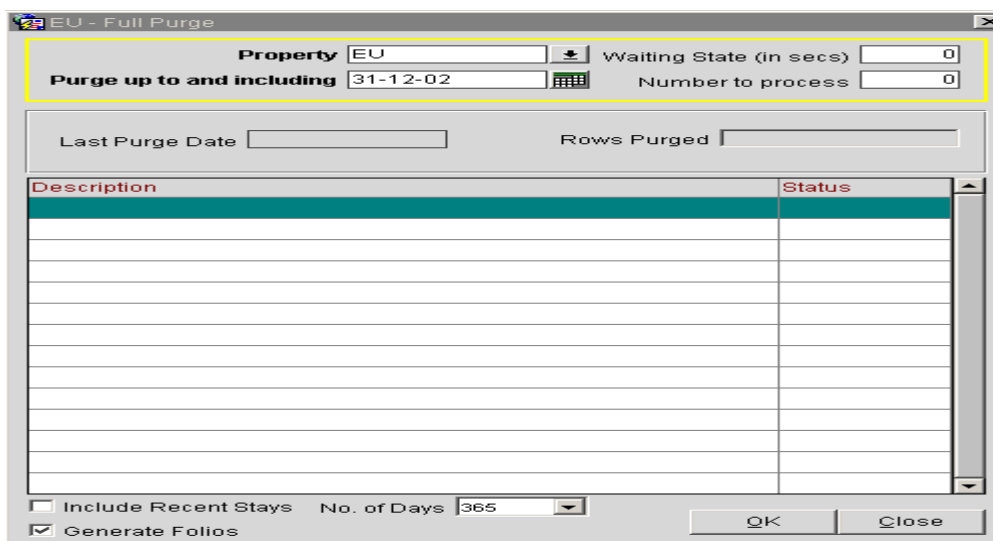 EU - Full Purge
Property EU Waiting State (in secs) 0
Purge up to and including 31-12-02 Number to process 0
Last Purge Date Rows Purged
Description Status
Include Recent Stays No. of Days 365
Generate Folios OK Close